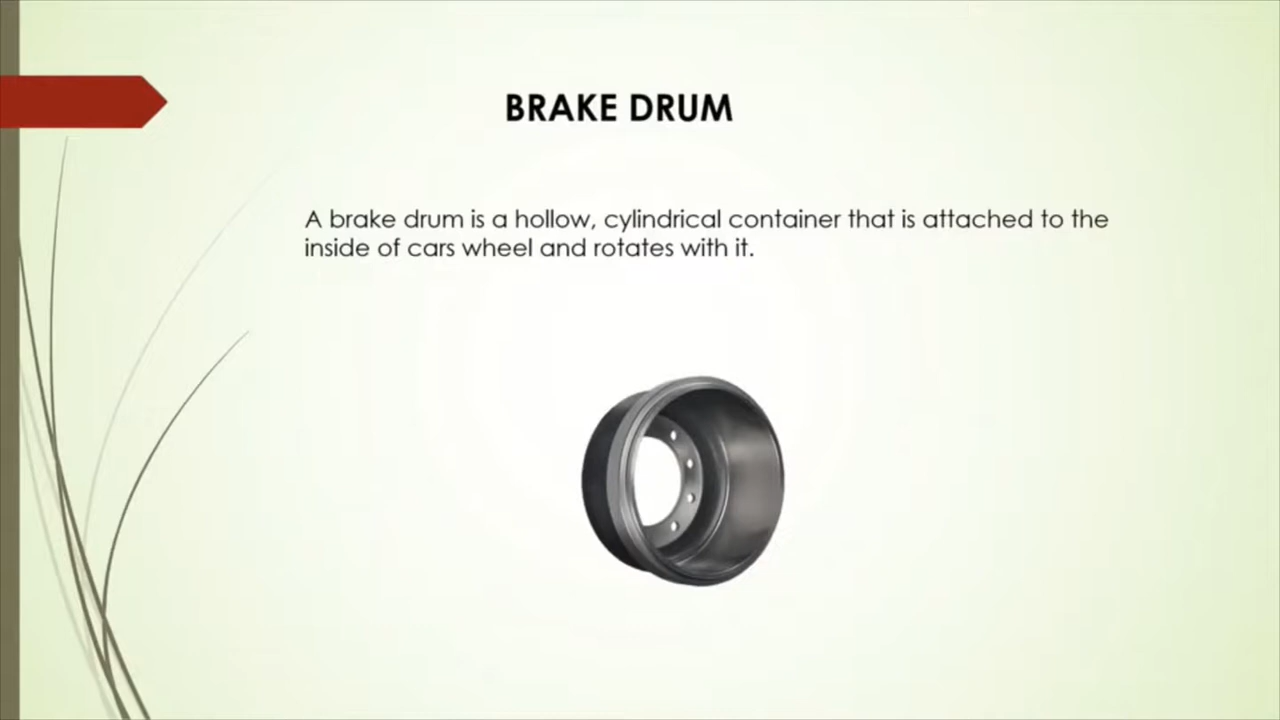 BRAKE DRUM
A brake drum is a hollow, cylindrical container that is attached to the
inside of cars wheel and rotates with it.